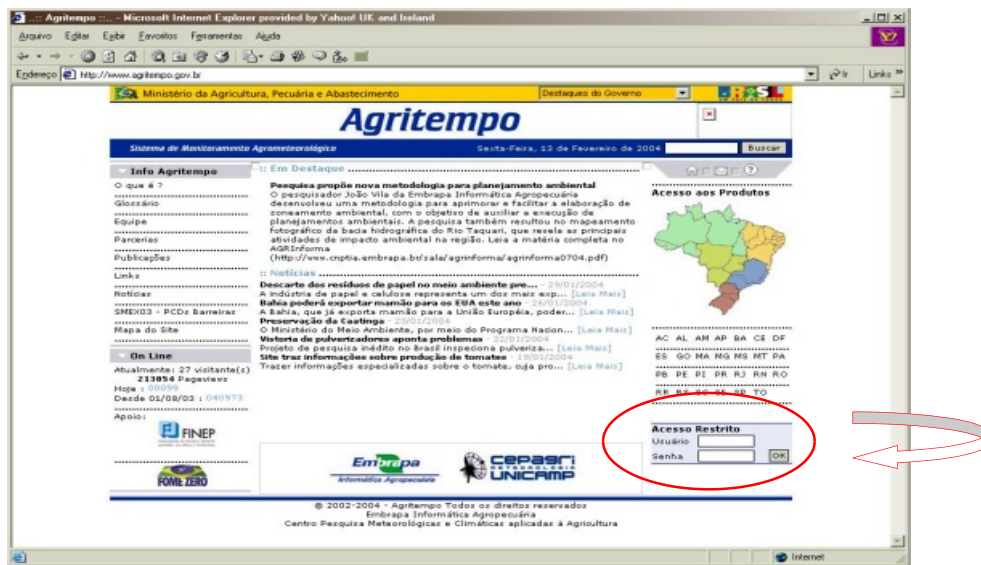 ..:: Agritempo ::... - Microsoft Internet Explorer provided by Yahoo! UK and Ireland
Arquivo Editar Exibir Favoritos Ferramentas Ajuda
Endereço http://www.agritempo.gov.br Ir Links »
Ministério da Agricultura, Pecuária e Abastecimento Destaques do Governo
Agritempo
Sistema de Monitoramento Agrometeorológico Sexta-Feira, 13 de Fevereiro de 2004 Buscar
Info Agritempo
O que é ?
Glossário
Equipe
Parcerias
Publicações
Links
Notícias
SMEX03 - PCDs Barreiras
Mapa do Site
On Line
Atualmente: 27 visitante(s)
213054 Pageviews
Hoje : 00099
Desde 01/08/03 : 040973
Apoio:
FINEP
FOME ZERO
:: Em Destaque
Pesquisa propõe nova metodologia para planejamento ambiental
O pesquisador João Vila da Embrapa Informática Agropecuária
desenvolveu uma metodologia para aprimorar e facilitar a elaboração de
zoneamento ambiental, com o objetivo de auxiliar a execução de
planejamentos ambientais. A pesquisa também resultou no mapeamento
fotográfico da bacia hidrográfica do Rio Taquari, que revela as principais
atividades de impacto ambiental na região. Leia a matéria completa no
AGRInforma
(http://www.cnptia.embrapa.br/sala/agrinforma/agrinforma0704.pdf)
:: Notícias
Descarte dos resíduos de papel no meio ambiente pre... - 29/01/2004
A indústria de papel e celulose representa um dos mais exp... [Leia Mais]
Bahia poderá exportar mamão para os EUA este ano - 26/01/2004
A Bahia, que já exporta mamão para a União Européia, poder... [Leia Mais]
Preservação da Caatinga - 23/01/2004
O Ministério do Meio Ambiente, por meio do Programa Nacion... [Leia Mais]
Vistoria de pulverizadores aponta problemas - 22/01/2004
Projeto de pesquisa inédito no Brasil inspeciona pulveriza... [Leia Mais]
Site traz informações sobre produção de tomates - 19/01/2004
Trazer informações especializadas sobre o tomate, cuja pro... [Leia Mais]
Embrapa
Informática Agropecuária
cepagri
METEOROLOGIA
UNICAMP
Acesso aos Produtos
AC AL AM AP BA CE DF
ES GO MA MG MS MT PA
PB PE PI PR RJ RN RO
RR RS SC SE SP TO
Acesso Restrito
Usuário
Senha OK
© 2002-2004 - Agritempo Todos os direitos reservados
Embrapa Informática Agropecuária
Centro Pesquisa Meteorológicas e Climáticas aplicadas á Agricultura
Internet